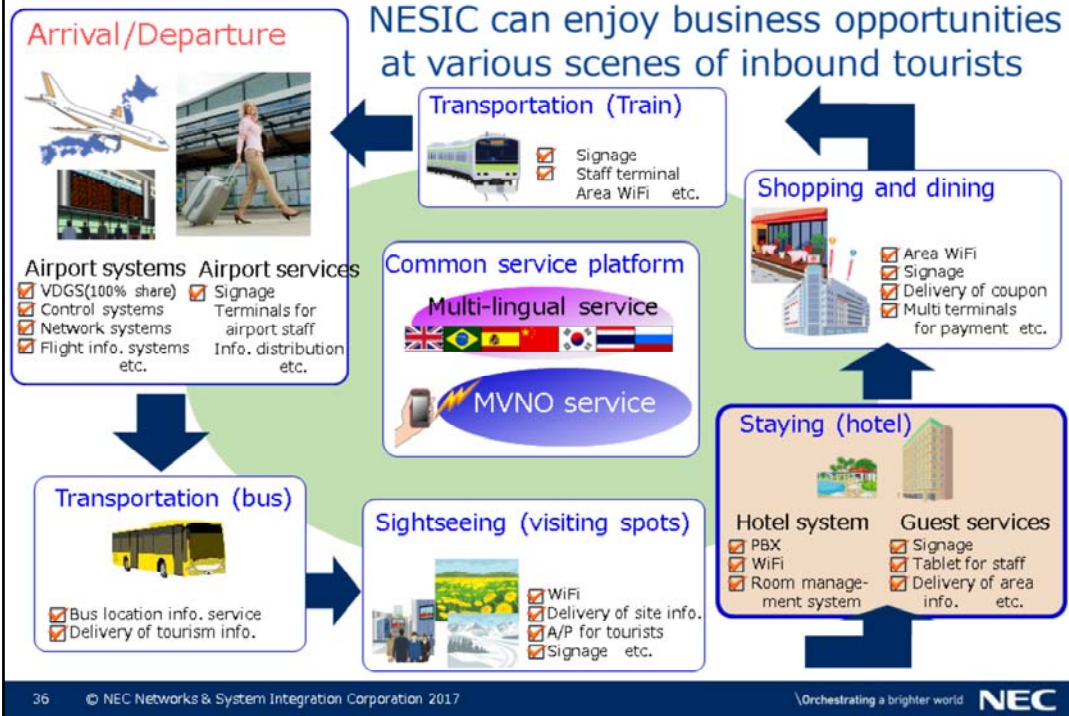 NESIC can enjoy business opportunities
at various scenes of inbound tourists
Arrival/Departure
Airport systems
VDGS(100% share)
Control systems
Network systems
Flight info. systems
etc.
Airport services
Signage
Terminals for
airport staff
Info. distribution
etc.
Transportation (Train)
Signage
Staff terminal
Area WiFi etc.
Shopping and dining
Area WiFi
Signage
Delivery of coupon
Multi terminals
for payment etc.
Common service platform
Multi-lingual service
MVNO service
Staying (hotel)
Hotel system
PBX
WiFi
Room manage-
ment system
Guest services
Signage
Tablet for staff
Delivery of area
info. etc.
Transportation (bus)
Bus location info. service
Delivery of tourism info.
Sightseeing (visiting spots)
WiFi
Delivery of site info.
A/P for tourists
Signage etc.
36 © NEC Networks & System Integration Corporation 2017
\Orchestrating a brighter world NEC